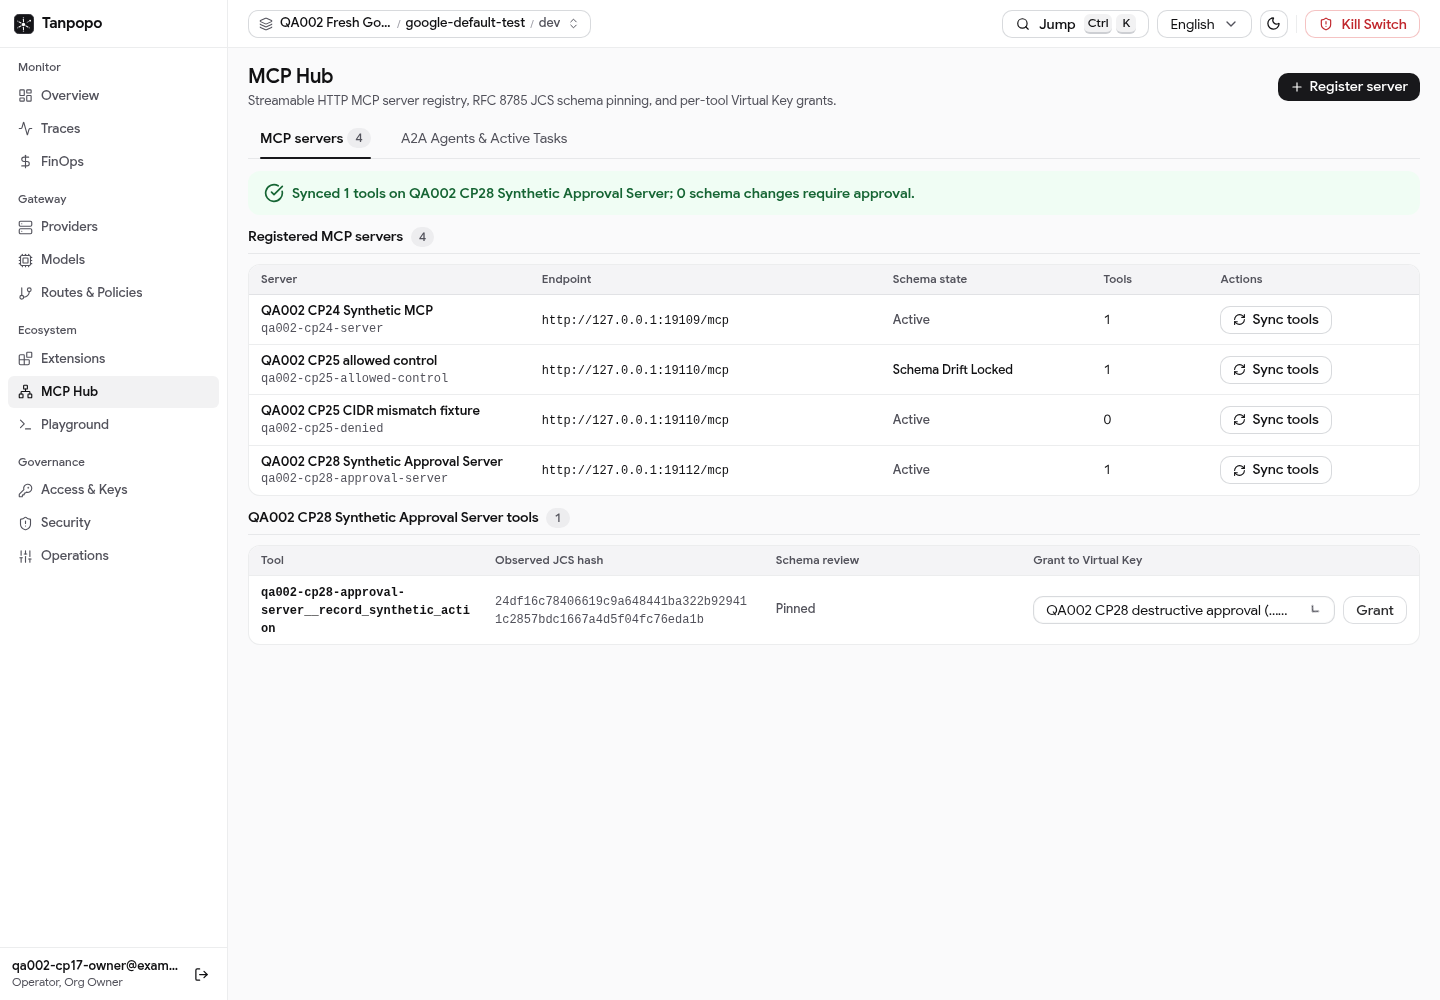 Tanpopo
QA002 Fresh Go... / google-default-test / dev
Jump Ctrl K
English
Kill Switch
Monitor
Overview
Traces
FinOps
Gateway
Providers
Models
Routes & Policies
Ecosystem
Extensions
MCP Hub
Playground
Governance
Access & Keys
Security
Operations
qa002-cp17-owner@exam...
Operator, Org Owner
MCP Hub
Streamable HTTP MCP server registry, RFC 8785 JCS schema pinning, and per-tool Virtual Key grants.
Register server
MCP servers 4
A2A Agents & Active Tasks
Synced 1 tools on QA002 CP28 Synthetic Approval Server; 0 schema changes require approval.
Registered MCP servers 4
Server Endpoint Schema state Tools Actions
QA002 CP24 Synthetic MCP
qa002-cp24-server
http://127.0.0.1:19109/mcp Active 1 Sync tools
QA002 CP25 allowed control
qa002-cp25-allowed-control
http://127.0.0.1:19110/mcp Schema Drift Locked 1 Sync tools
QA002 CP25 CIDR mismatch fixture
qa002-cp25-denied
http://127.0.0.1:19110/mcp Active 0 Sync tools
QA002 CP28 Synthetic Approval Server
qa002-cp28-approval-server
http://127.0.0.1:19112/mcp Active 1 Sync tools
QA002 CP28 Synthetic Approval Server tools 1
Tool Observed JCS hash Schema review Grant to Virtual Key
qa002-cp28-approval-
server__record_synthetic_acti
on
24df16c78406619c9a648441ba322b92941
1c2857bdc1667a4d5f04fc76eda1b
Pinned
QA002 CP28 destructive approval (......
Grant